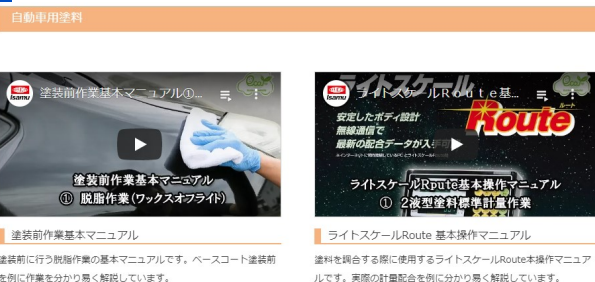 自動車用塗料
Isamu
塗装前作業基本マニュアル①...
塗装前作業基本マニュアル
① 脱脂作業(ワックスオフライト)
塗装前作業基本マニュアル
塗装前に行う脱脂作業の基本マニュアルです。ベースコート塗装前
を例に作業を分かり易く解説しています。
Isamu
ライトスケールRoute基...
ライトスケール
ルート
Route
安定したボディ設計
無線通信で
最新の配合データが入手可
ライトスケールRpute基本操作マニュアル
① 2液型塗料標準計量作業
ライトスケールRoute 基本操作マニュアル
塗料を調合する際に使用するライトスケールRoute本操作マニュア
ルです。実際の計量配合を例に分かり易く解説しています。